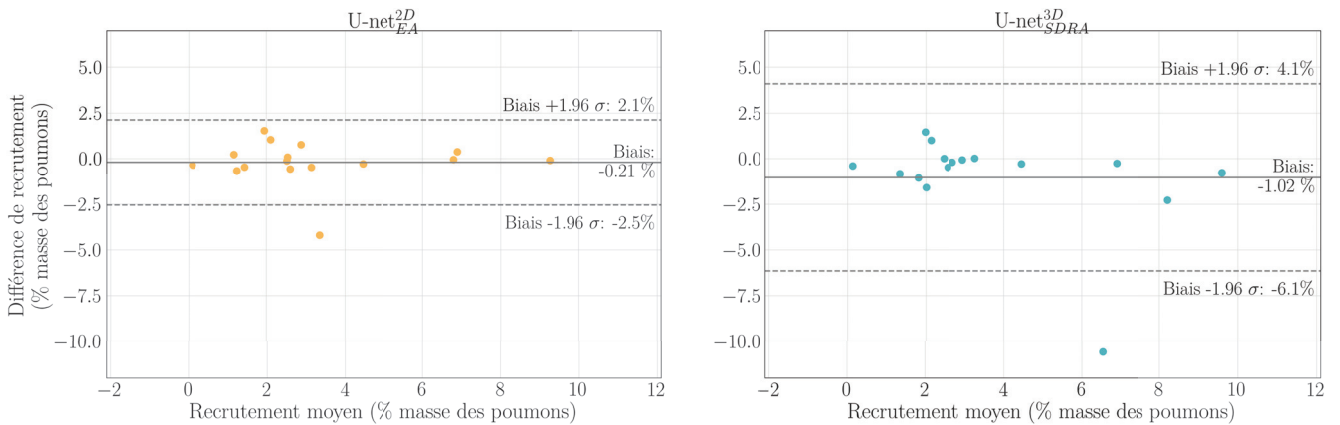 U-net^{2D}_{EA}
Différence de recrutement
(% masse des poumons)
5.0
2.5
0.0
−2.5
−5.0
−7.5
−10.0
Biais +1.96 σ: 2.1%
Biais:
-0.21 %
Biais -1.96 σ: -2.5%
−2 0 2 4 6 8 10 12
Recrutement moyen (% masse des poumons)
U-net^{3D}_{SDRA}
5.0
2.5
0.0
−2.5
−5.0
−7.5
−10.0
Biais +1.96 σ: 4.1%
Biais:
-1.02 %
Biais -1.96 σ: -6.1%
−2 0 2 4 6 8 10 12
Recrutement moyen (% masse des poumons)